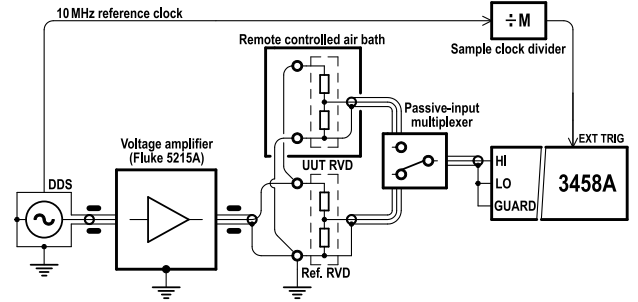 10 MHz reference clock
÷ M
Sample clock divider
Remote controlled air bath
Passive-input
multiplexer
Voltage amplifier
(Fluke 5215A)
UUT RVD
EXT TRIG
DDS
HI
LO
GUARD
3458A
Ref. RVD